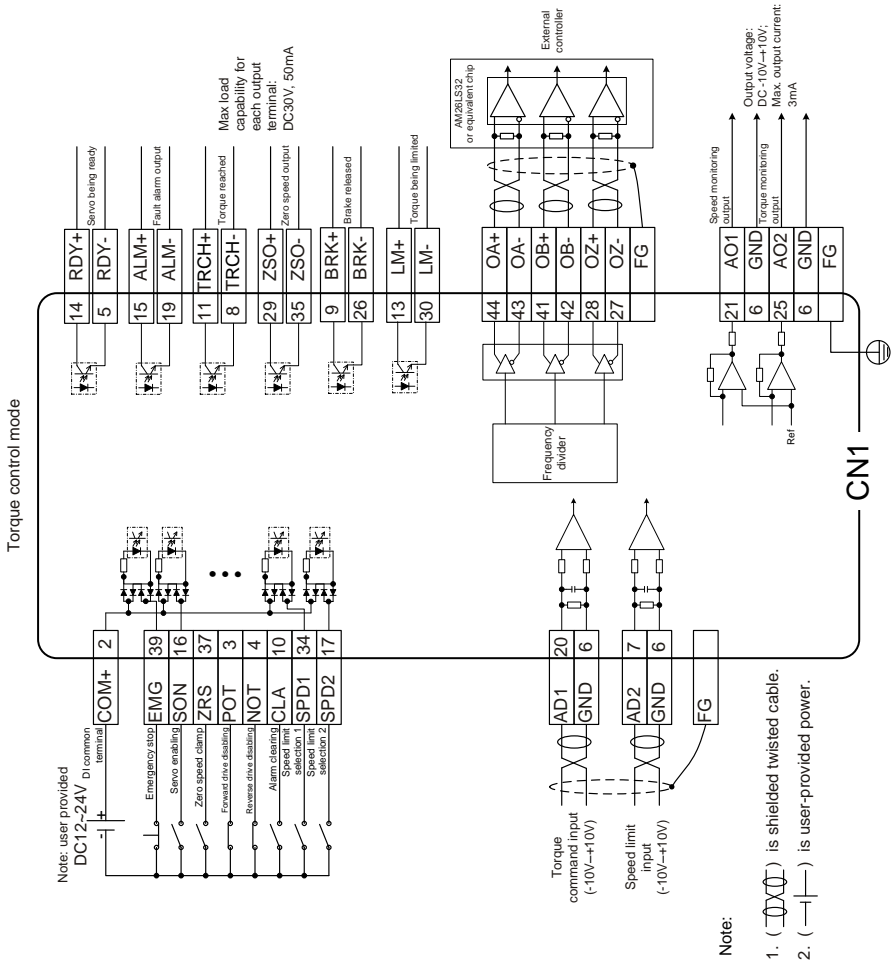 Torque control mode
Note: user provided
DC12~24V
- +
DI common
terminal
COM+ 2
Emergency stop EMG 39
Servo enabling SON 16
Zero speed clamp ZRS 37
Forward drive disabling POT 3
Reverse drive disabling NOT 4
Alarm clearing CLA 10
Speed limit
selection 1
SPD1 34
Speed limit
selection 2
SPD2 17
Torque
command input
(-10V–+10V)
AD1 20
GND 6
Speed limit
input
(-10V–+10V)
AD2 7
GND 6
FG
14 RDY+
5 RDY-
Servo being ready
15 ALM+
19 ALM-
Fault alarm output
11 TRCH+
8 TRCH-
Torque reached
29 ZSO+
35 ZSO-
Zero speed output
9 BRK+
26 BRK-
Brake released
13 LM+
30 LM-
Torque being limited
Max load
capability for
each output
terminal:
DC30V, 50mA
Frequency
divider
44 OA+
43 OA-
41 OB+
42 OB-
28 OZ+
27 OZ-
FG
AM26LS32
or equivalent chip
External
controller
Ref
21 AO1
6 GND
25 AO2
6 GND
FG
Speed monitoring
output
Torque monitoring
output
Output voltage:
DC -10V–+10V;
Max. output current:
3mA
CN1
Note:
1. ( ) is shielded twisted cable.
2. ( ) is user-provided power.